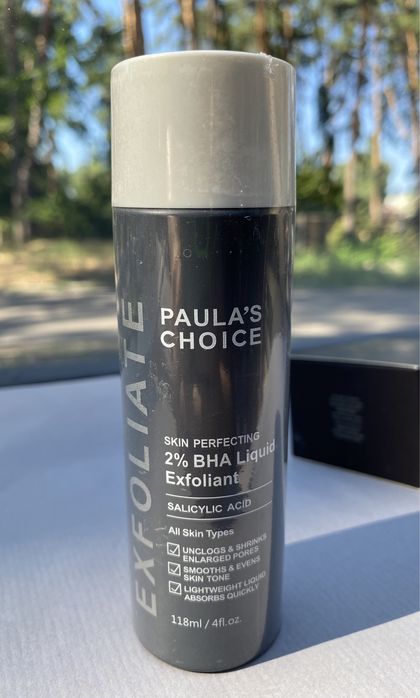 EXFOLIATE
PAULA'S
CHOICE
SKIN PERFECTING
2% BHA Liquid
Exfoliant
SALICYLIC ACID
All Skin Types
UNCLOGS & SHRINKS
ENLARGED PORES
SMOOTHS & EVENS
SKIN TONE
LIGHTWEIGHT LIQUID
ABSORBS QUICKLY
118ml / 4fl.oz.